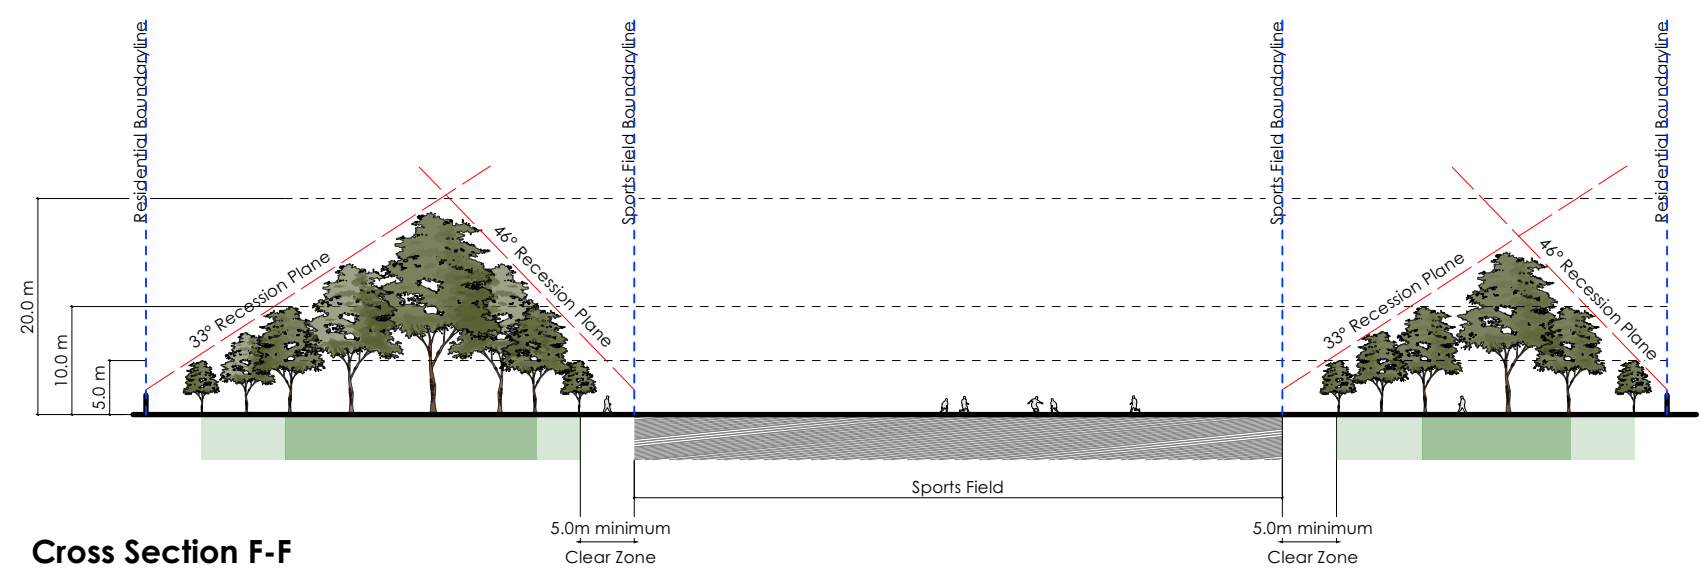 Residential Boundaryline
Sports Field Boundaryline
Sports Field Boundaryline
Residential Boundaryline
20.0 m
10.0 m
5.0 m
33° Recession Plane
46° Recession Plane
33° Recession Plane
46° Recession Plane
Sports Field
5.0m minimum
Clear Zone
5.0m minimum
Clear Zone
Cross Section F-F